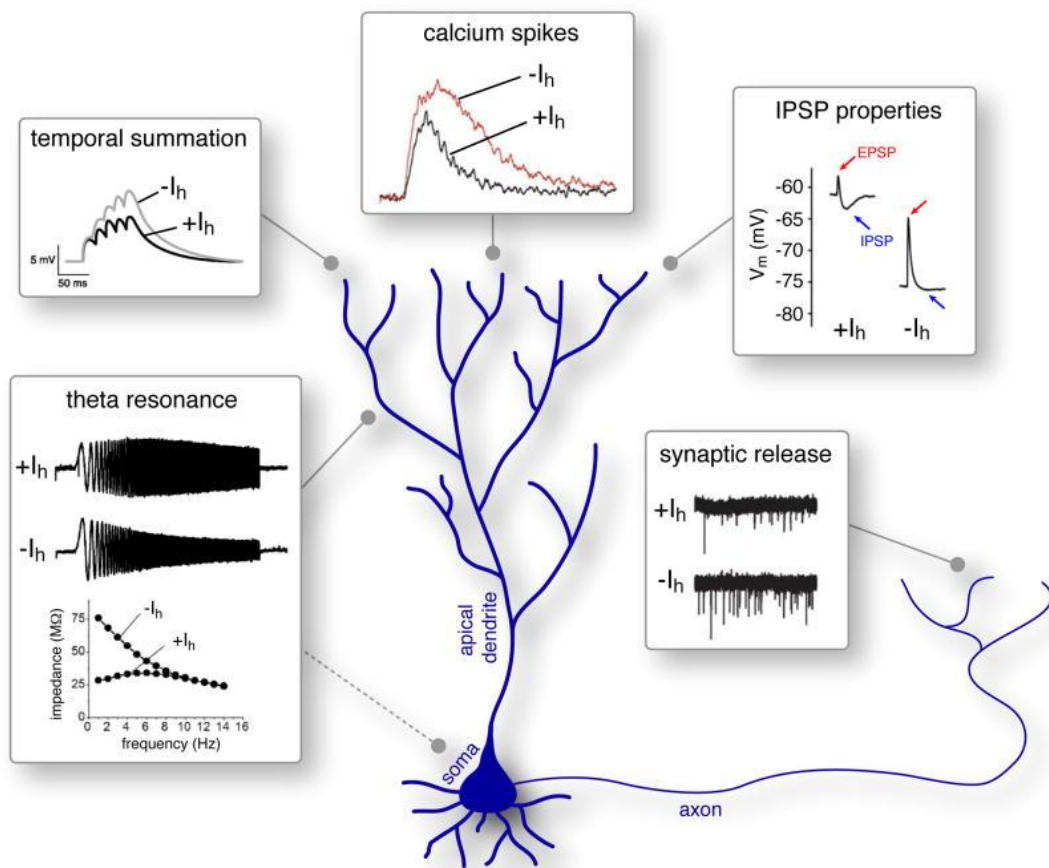 calcium spikes
-Ih
+Ih
temporal summation
-Ih
+Ih
5 mV
50 ms
IPSP properties
EPSP
IPSP
Vm (mV)
-60
-65
-70
-75
-80
+Ih
-Ih
theta resonance
+Ih
-Ih
impedance (MΩ)
75
50
25
0
-Ih
+Ih
0 2 4 6 8 10 12 14 16
frequency (Hz)
synaptic release
+Ih
-Ih
apical
dendrite
soma
axon